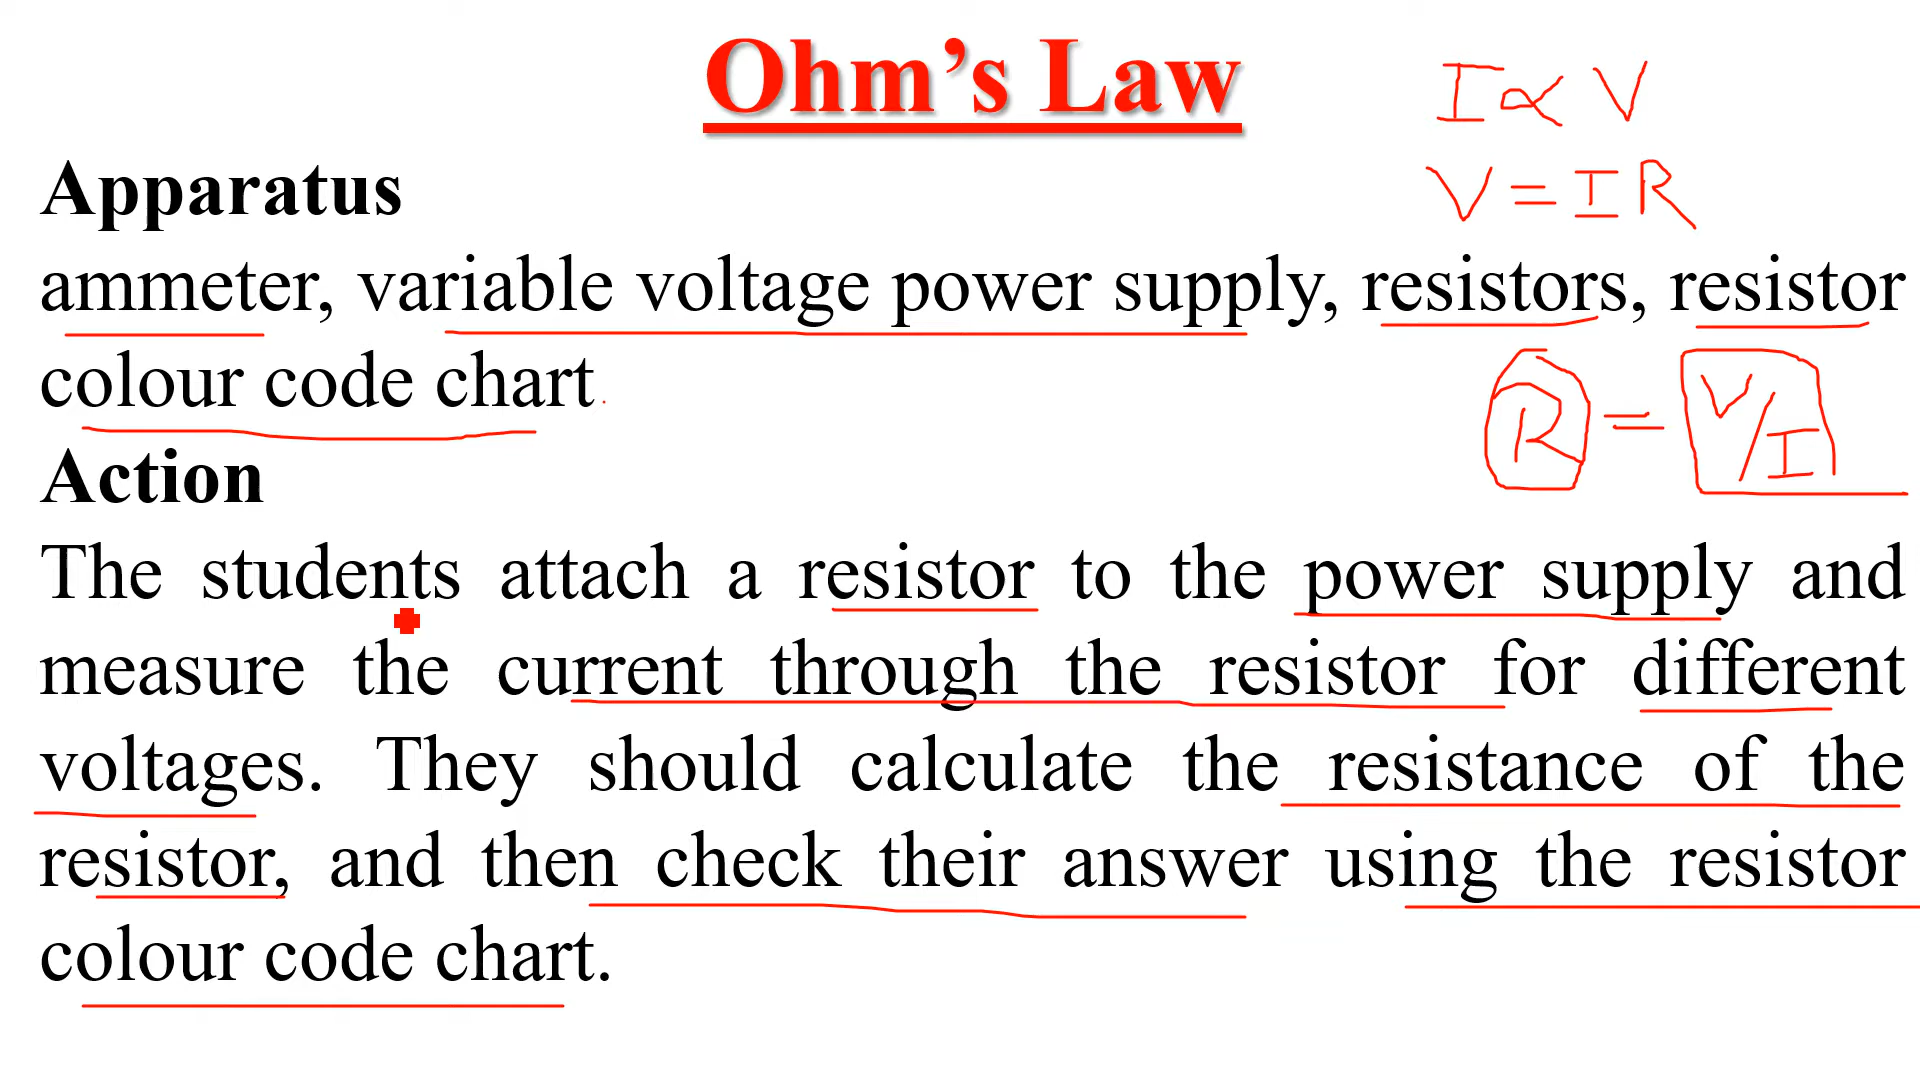 Ohm’s Law
I ∝ V
V = IR
Apparatus
ammeter, variable voltage power supply, resistors, resistor
colour code chart
R = V/I
Action
The students attach a resistor to the power supply and
measure the current through the resistor for different
voltages. They should calculate the resistance of the
resistor, and then check their answer using the resistor
colour code chart.